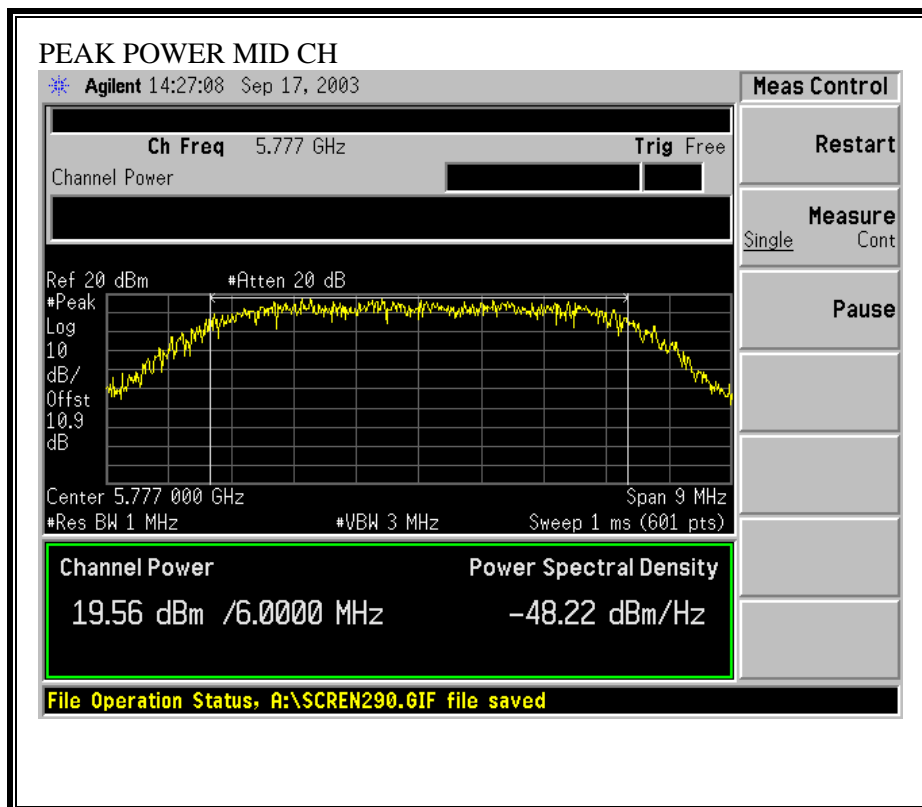 PEAK POWER MID CH
Agilent 14:27:08 Sep 17, 2003
Meas Control
Ch Freq 5.777 GHz Trig Free
Restart
Channel Power
Measure
Single Cont
Ref 20 dBm #Atten 20 dB
#Peak
Pause
Log
10
dB/
Offst
10.9
dB
Center 5.777 000 GHz Span 9 MHz
#Res BW 1 MHz #VBW 3 MHz Sweep 1 ms (601 pts)
Channel Power Power Spectral Density
19.56 dBm /6.0000 MHz -48.22 dBm/Hz
File Operation Status, A:\SCREN290.GIF file saved